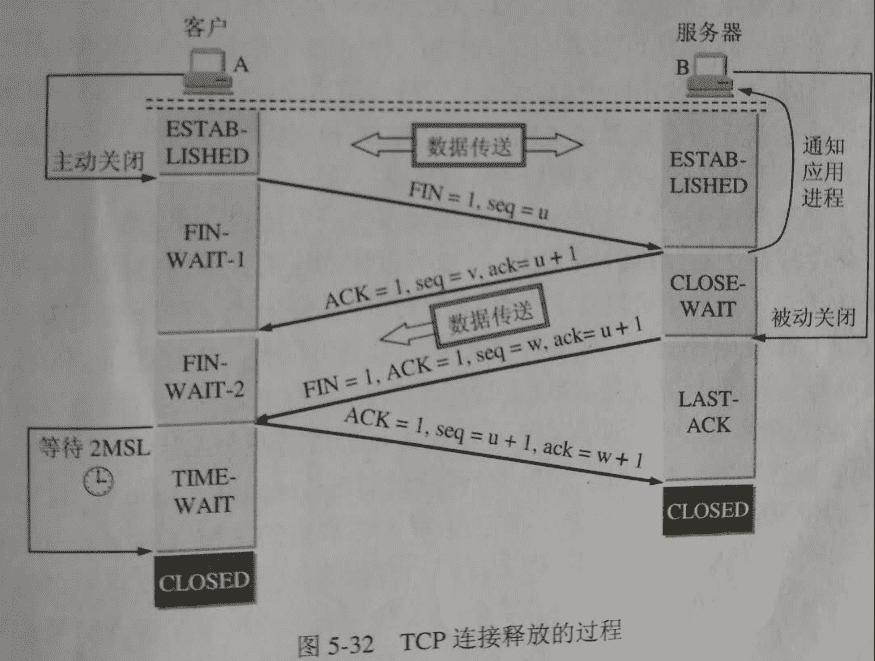 客户
服务器
A
B
ESTAB-
LISHED
数据传送
ESTAB-
LISHED
通知
应用
进程
主动关闭
FIN = 1, seq = u
FIN-
WAIT-1
ACK = 1, seq = v, ack= u + 1
CLOSE-
WAIT
数据传送
被动关闭
FIN-
WAIT-2
FIN = 1, ACK = 1, seq = w, ack= u + 1
LAST-
ACK
ACK = 1, seq = u + 1, ack = w + 1
等待 2MSL
TIME-
WAIT
CLOSED
CLOSED
图 5-32 TCP 连接释放的过程